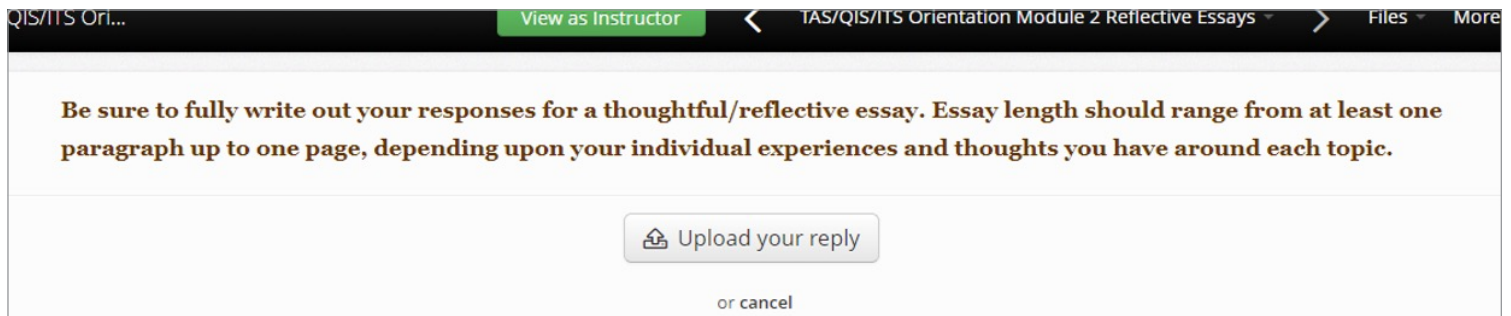 QIS/ITS Ori... View as Instructor TAS/QIS/ITS Orientation Module 2 Reflective Essays Files More
Be sure to fully write out your responses for a thoughtful/reflective essay. Essay length should range from at least one
paragraph up to one page, depending upon your individual experiences and thoughts you have around each topic.
Upload your reply
or cancel